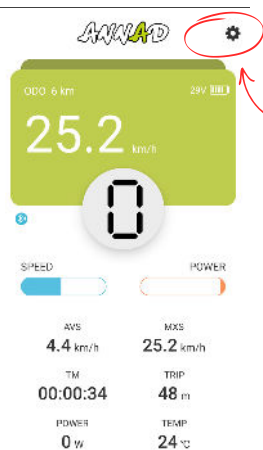 ANNAD
ODO 6 km 29V
25.2 km/h
0
SPEED POWER
AVS MXS
4.4 km/h 25.2 km/h
TM TRIP
00:00:34 48 m
POWER TEMP
0 W 24 °C